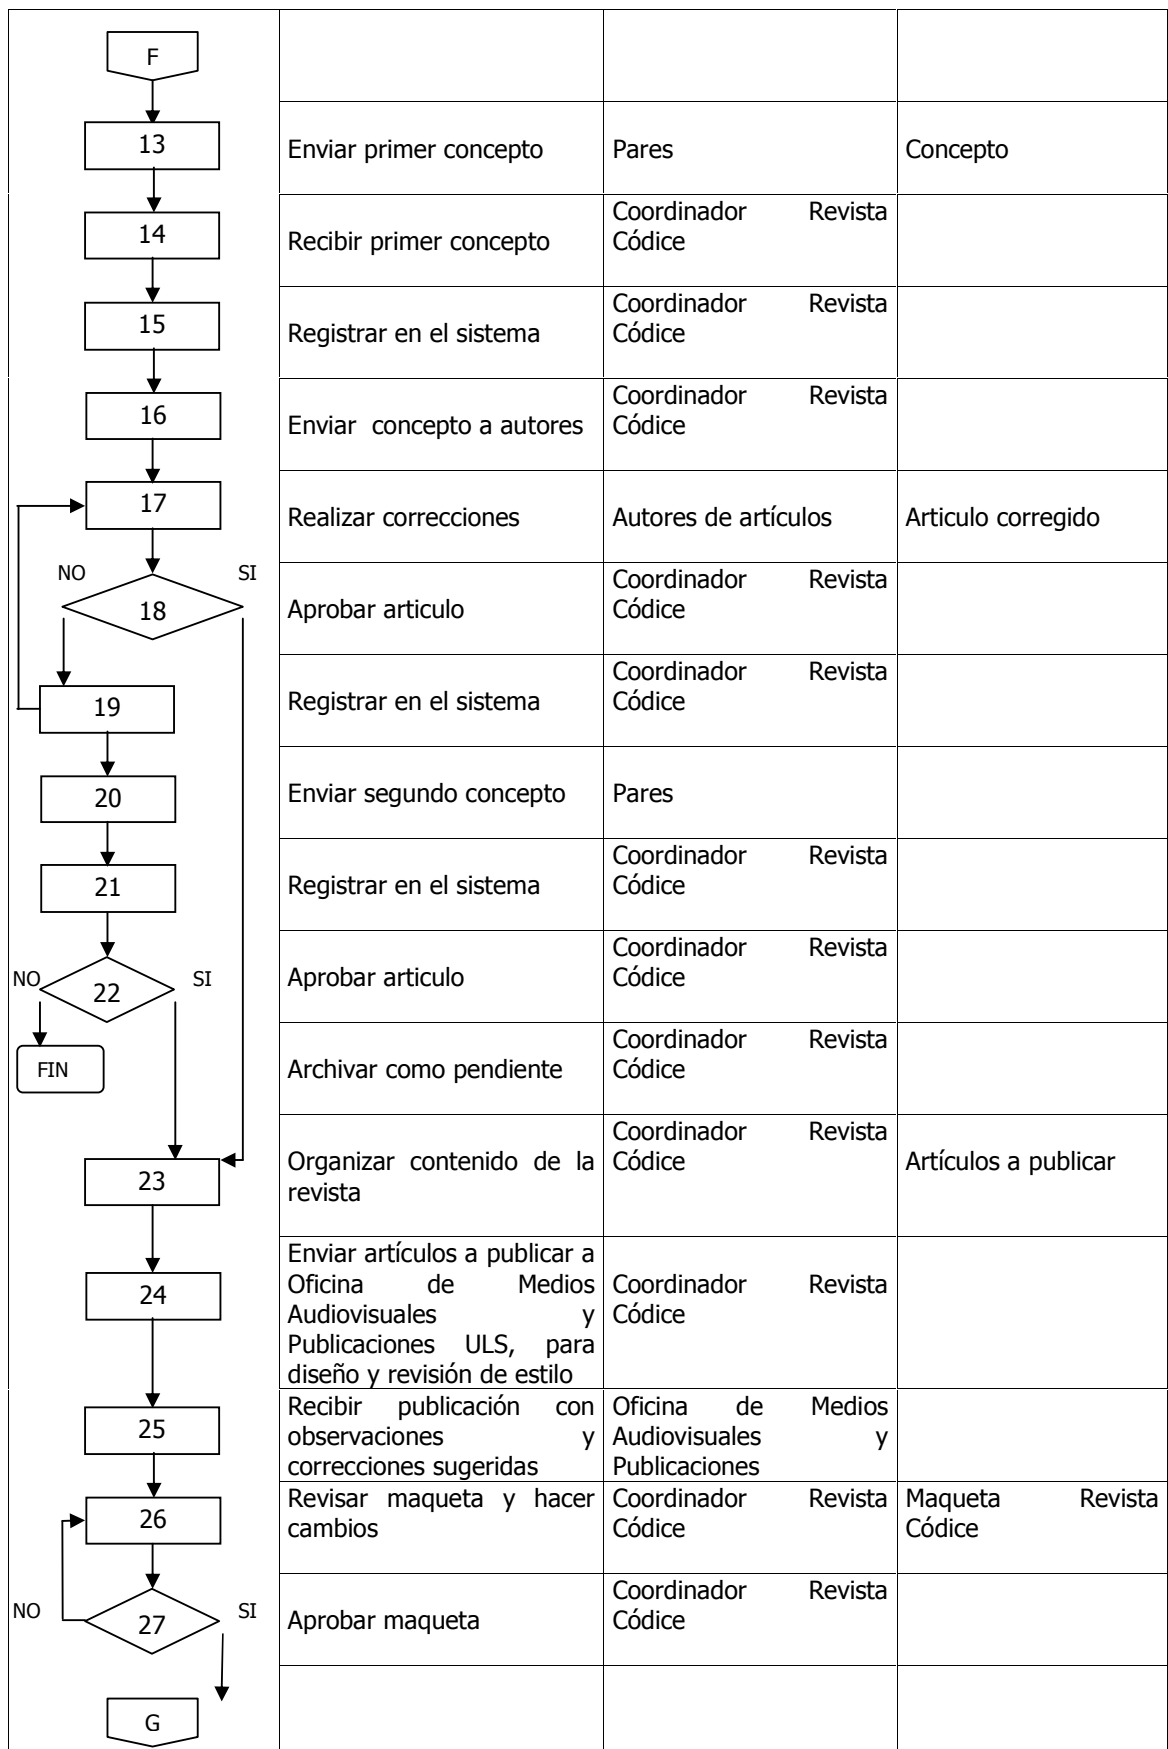 F
13
Enviar primer concepto
Pares
Concepto
14
Recibir primer concepto
Coordinador Revista
Códice
15
Registrar en el sistema
Coordinador Revista
Códice
16
Enviar concepto a autores
Coordinador Revista
Códice
17
Realizar correcciones
Autores de artículos
Articulo corregido
NO
SI
18
Aprobar articulo
Coordinador Revista
Códice
19
Registrar en el sistema
Coordinador Revista
Códice
20
Enviar segundo concepto
Pares
21
Registrar en el sistema
Coordinador Revista
Códice
NO
SI
22
Aprobar articulo
Coordinador Revista
Códice
FIN
Archivar como pendiente
Coordinador Revista
Códice
23
Organizar contenido de la
revista
Coordinador Revista
Códice
Artículos a publicar
24
Enviar artículos a publicar a
Oficina de Medios
Audiovisuales y
Publicaciones ULS, para
diseño y revisión de estilo
Coordinador Revista
Códice
25
Recibir publicación con
observaciones y
correcciones sugeridas
Oficina de Medios
Audiovisuales y
Publicaciones
26
Revisar maqueta y hacer
cambios
Coordinador Revista
Códice
Maqueta Revista
Códice
NO
SI
27
Aprobar maqueta
Coordinador Revista
Códice
G